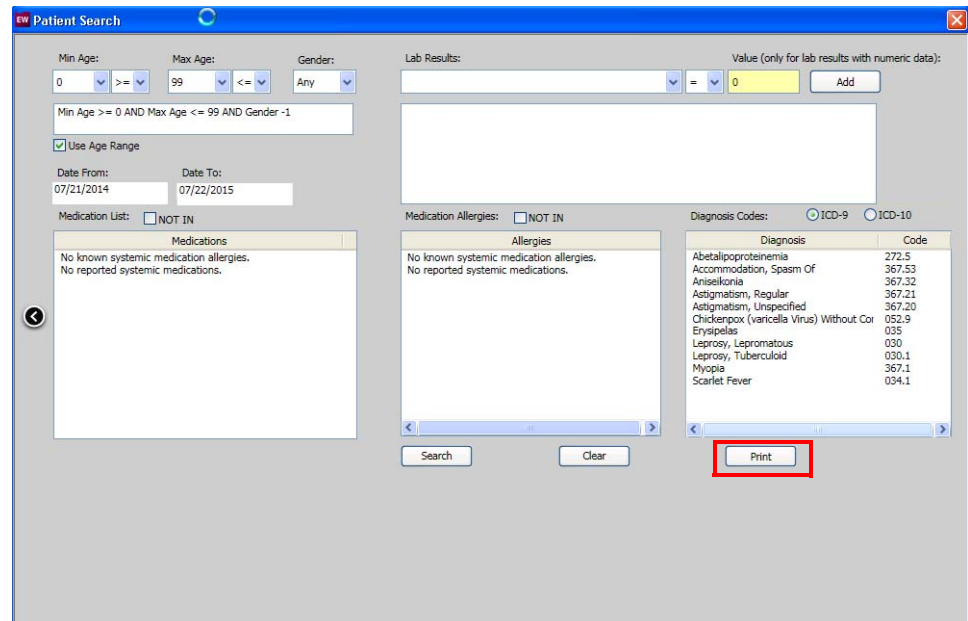 EW Patient Search
Min Age: Max Age: Gender:
0 >= 99 <= Any
Min Age >= 0 AND Max Age <= 99 AND Gender -1
Use Age Range
Date From: Date To:
07/21/2014 07/22/2015
Lab Results: Value (only for lab results with numeric data):
= 0 Add
Medication List: NOT IN
Medications
No known systemic medication allergies.
No reported systemic medications.
Medication Allergies: NOT IN
Allergies
No known systemic medication allergies.
No reported systemic medications.
Diagnosis Codes: ICD-9 ICD-10
Diagnosis Code
Abetalipoproteinemia 272.5
Accommodation, Spasm Of 367.53
Aniseikonia 367.32
Astigmatism, Regular 367.21
Astigmatism, Unspecified 367.20
Chickenpox (varicella Virus) Without Cor 052.9
Erysipelas 035
Leprosy, Lepromatous 030
Leprosy, Tuberculoid 030.1
Myopia 367.1
Scarlet Fever 034.1
Search Clear Print